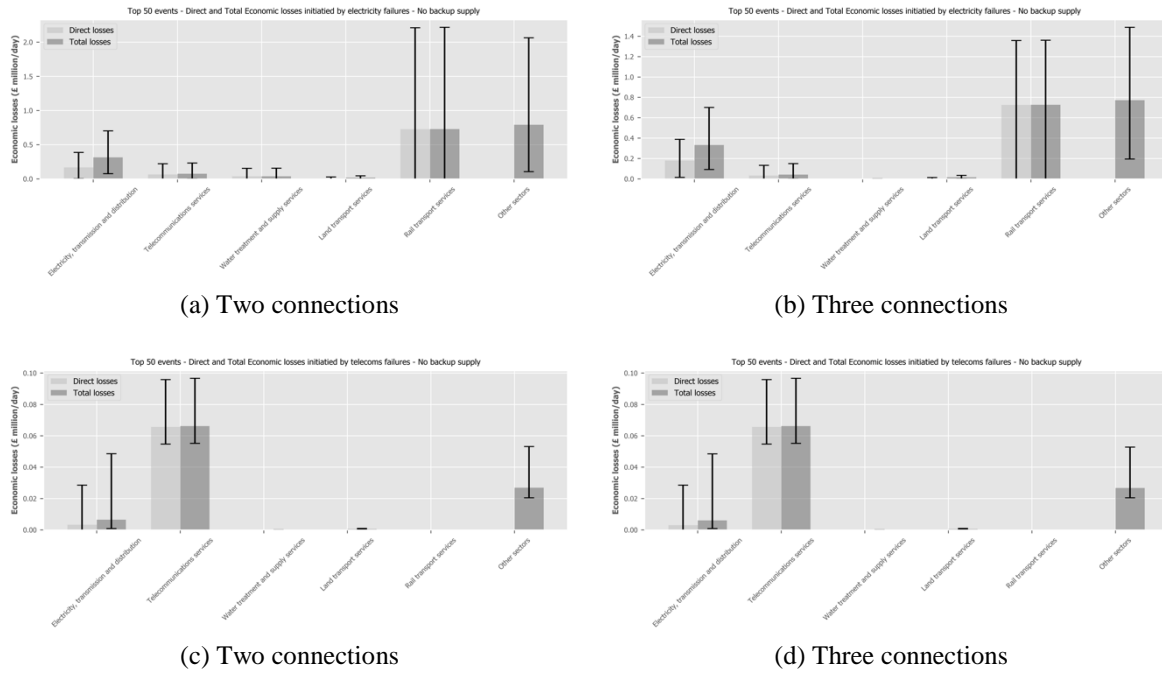 Top 50 events - Direct and Total Economic losses initiatied by electricity failures - No backup supply
Direct losses
Total losses
Economic losses (£ million/day)
2.0
1.5
1.0
0.5
0.0
Electricity, transmission and distribution
Telecommunications services
Water treatment and supply services
Land transport services
Rail transport services
Other sectors
(a) Two connections
Top 50 events - Direct and Total Economic losses initiatied by electricity failures - No backup supply
Direct losses
Total losses
Economic losses (£ million/day)
1.4
1.2
1.0
0.8
0.6
0.4
0.2
0.0
Electricity, transmission and distribution
Telecommunications services
Water treatment and supply services
Land transport services
Rail transport services
Other sectors
(b) Three connections
Top 50 events - Direct and Total Economic losses initiatied by telecoms failures - No backup supply
Direct losses
Total losses
Economic losses (£ million/day)
0.10
0.08
0.06
0.04
0.02
0.00
Electricity, transmission and distribution
Telecommunications services
Water treatment and supply services
Land transport services
Rail transport services
Other sectors
(c) Two connections
Top 50 events - Direct and Total Economic losses initiatied by telecoms failures - No backup supply
Direct losses
Total losses
Economic losses (£ million/day)
0.10
0.08
0.06
0.04
0.02
0.00
Electricity, transmission and distribution
Telecommunications services
Water treatment and supply services
Land transport services
Rail transport services
Other sectors
(d) Three connections